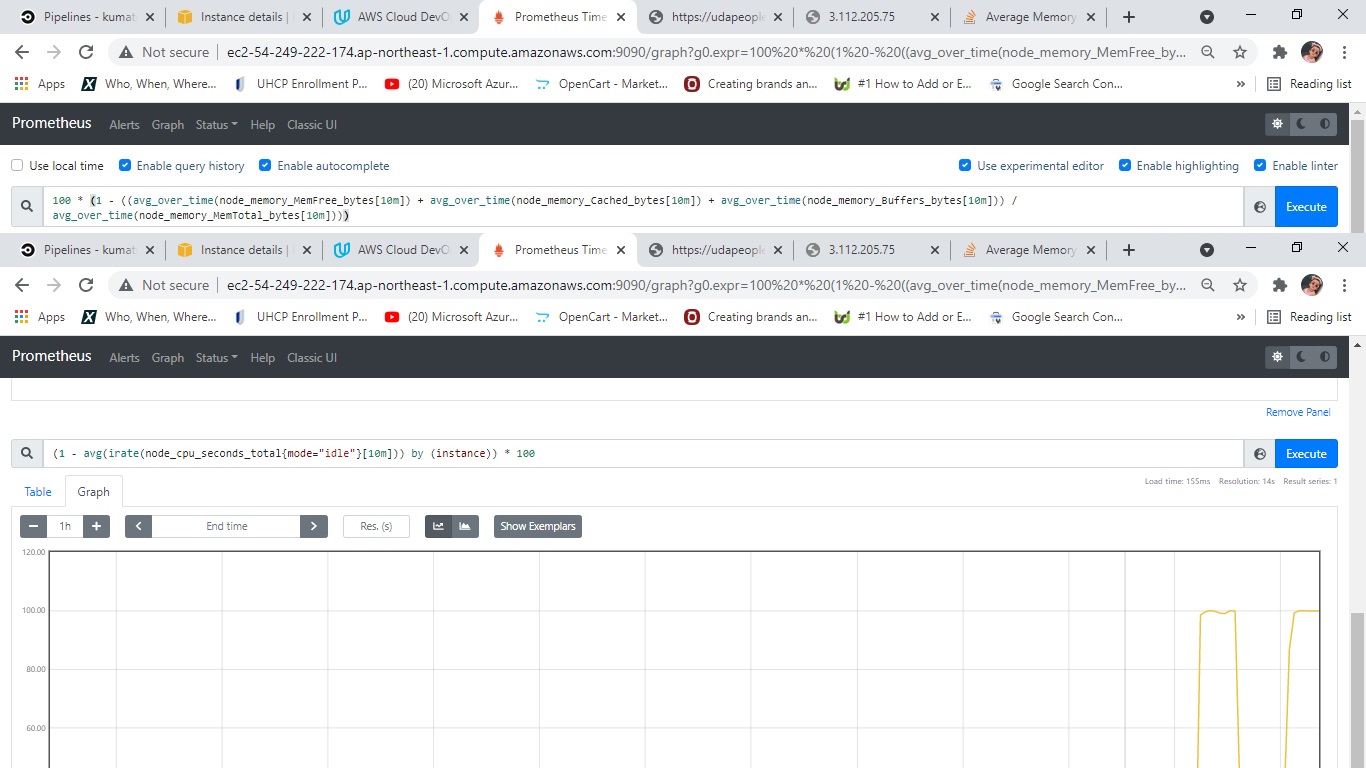 Pipelines - kumat
Instance details |
AWS Cloud DevO
Prometheus Time
https://udapeople
3.112.205.75
Average Memory
Not secure
ec2-54-249-222-174.ap-northeast-1.compute.amazonaws.com:9090/graph?g0.expr=100%20*%20(1%20-%20((avg_over_time(node_memory_MemFree_by...
Apps
Who, When, Where...
UHCP Enrollment P...
(20) Microsoft Azur...
OpenCart - Market...
Creating brands an...
#1 How to Add or E...
Google Search Con...
»
Reading list
Prometheus
Alerts
Graph
Status
Help
Classic UI
Use local time
Enable query history
Enable autocomplete
Use experimental editor
Enable highlighting
Enable linter
100 * (1 - ((avg_over_time(node_memory_MemFree_bytes[10m]) + avg_over_time(node_memory_Cached_bytes[10m]) + avg_over_time(node_memory_Buffers_bytes[10m])) /
avg_over_time(node_memory_MemTotal_bytes[10m])))
Execute
Pipelines - kumat
Instance details |
AWS Cloud DevO
Prometheus Time
https://udapeople
3.112.205.75
Average Memory
Not secure
ec2-54-249-222-174.ap-northeast-1.compute.amazonaws.com:9090/graph?g0.expr=100%20*%20(1%20-%20((avg_over_time(node_memory_MemFree_by...
Apps
Who, When, Where...
UHCP Enrollment P...
(20) Microsoft Azur...
OpenCart - Market...
Creating brands an...
#1 How to Add or E...
Google Search Con...
»
Reading list
Prometheus
Alerts
Graph
Status
Help
Classic UI
Remove Panel
(1 - avg(irate(node_cpu_seconds_total{mode="idle"}[10m])) by (instance)) * 100
Execute
Load time: 155ms Resolution: 14s Result series: 1
Table
Graph
1h
End time
Res. (s)
Show Exemplars
120.00
100.00
80.00
60.00